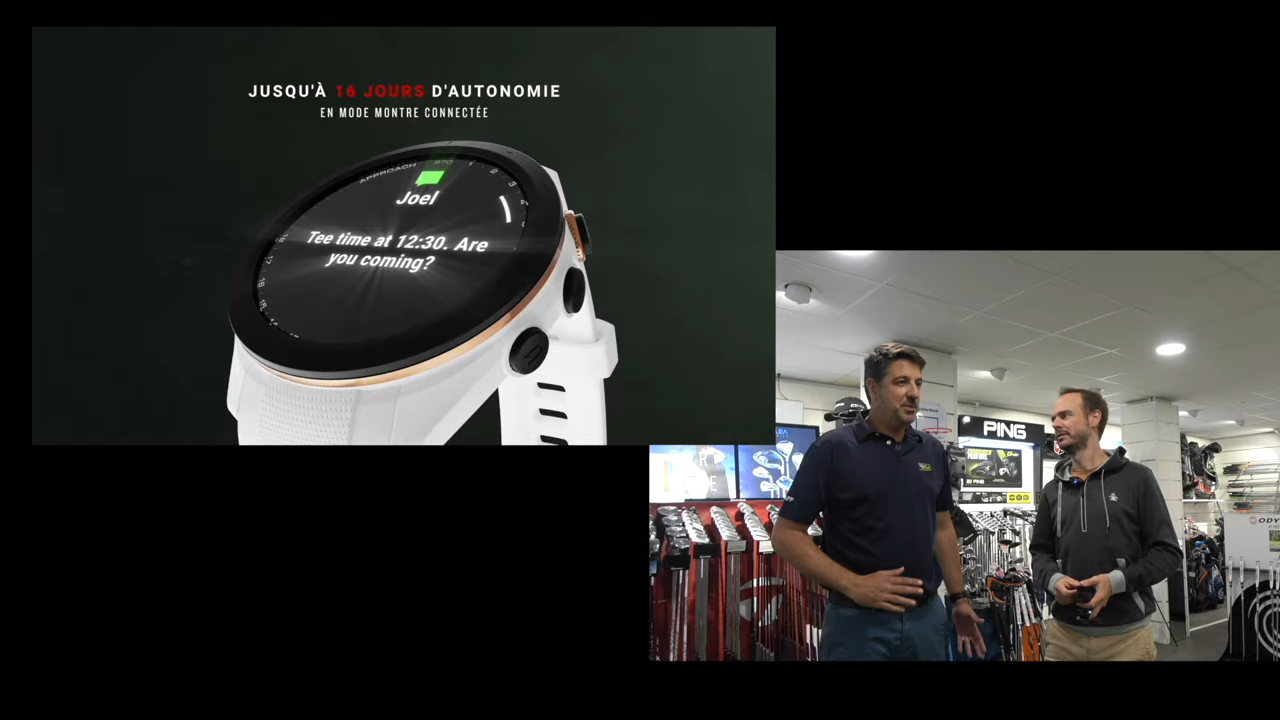 JUSQU'À 16 JOURS D'AUTONOMIE
EN MODE MONTRE CONNECTÉE
APPROACH S70
Joel
Tee time at 12:30. Are
you coming?
PING